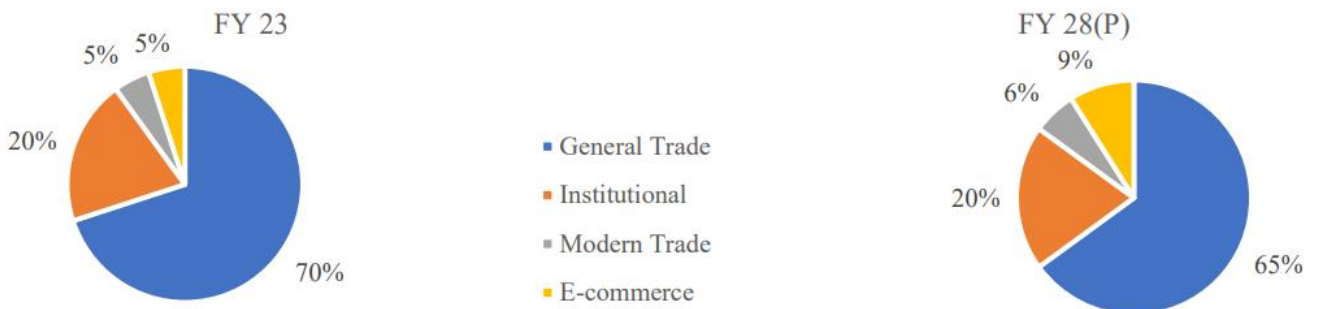 FY 23
5%
5%
20%
70%
General Trade
Institutional
Modern Trade
E-commerce
FY 28(P)
9%
6%
20%
65%